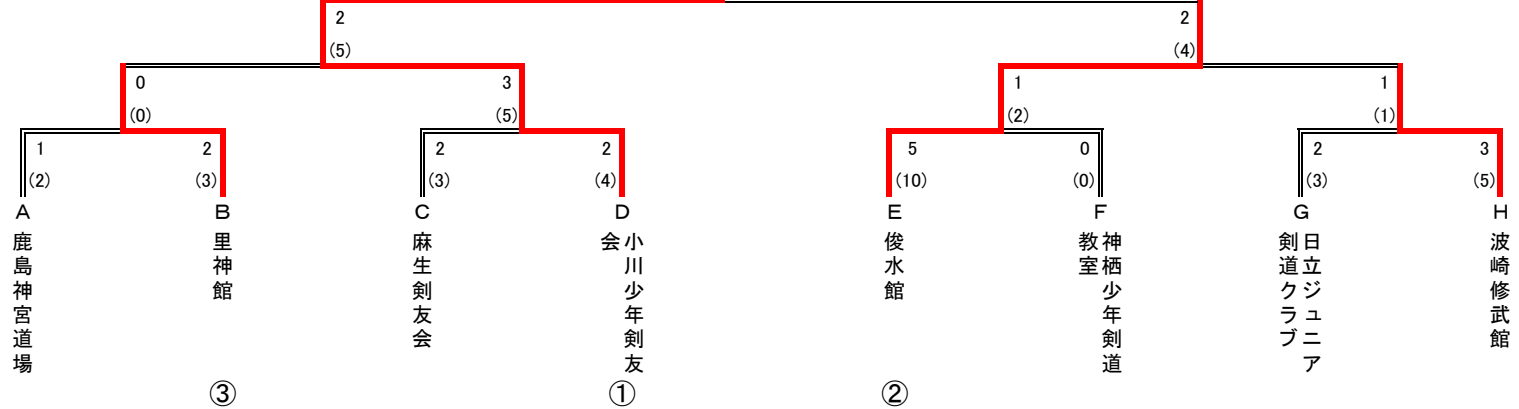 2 2
(5) (4)
0 3 1 1
(0) (5) (2) (1)
1 2 2 2 5 0 2 3
(2) (3) (3) (4) (10) (0) (3) (5)
A B C D E F G H
鹿島神宮道場
里神館
麻生剣友会
小川少年剣友
会
俊水館
神栖少年剣道
教室
日立ジュニア
剣道クラブ
波崎修武館
③ ① ②